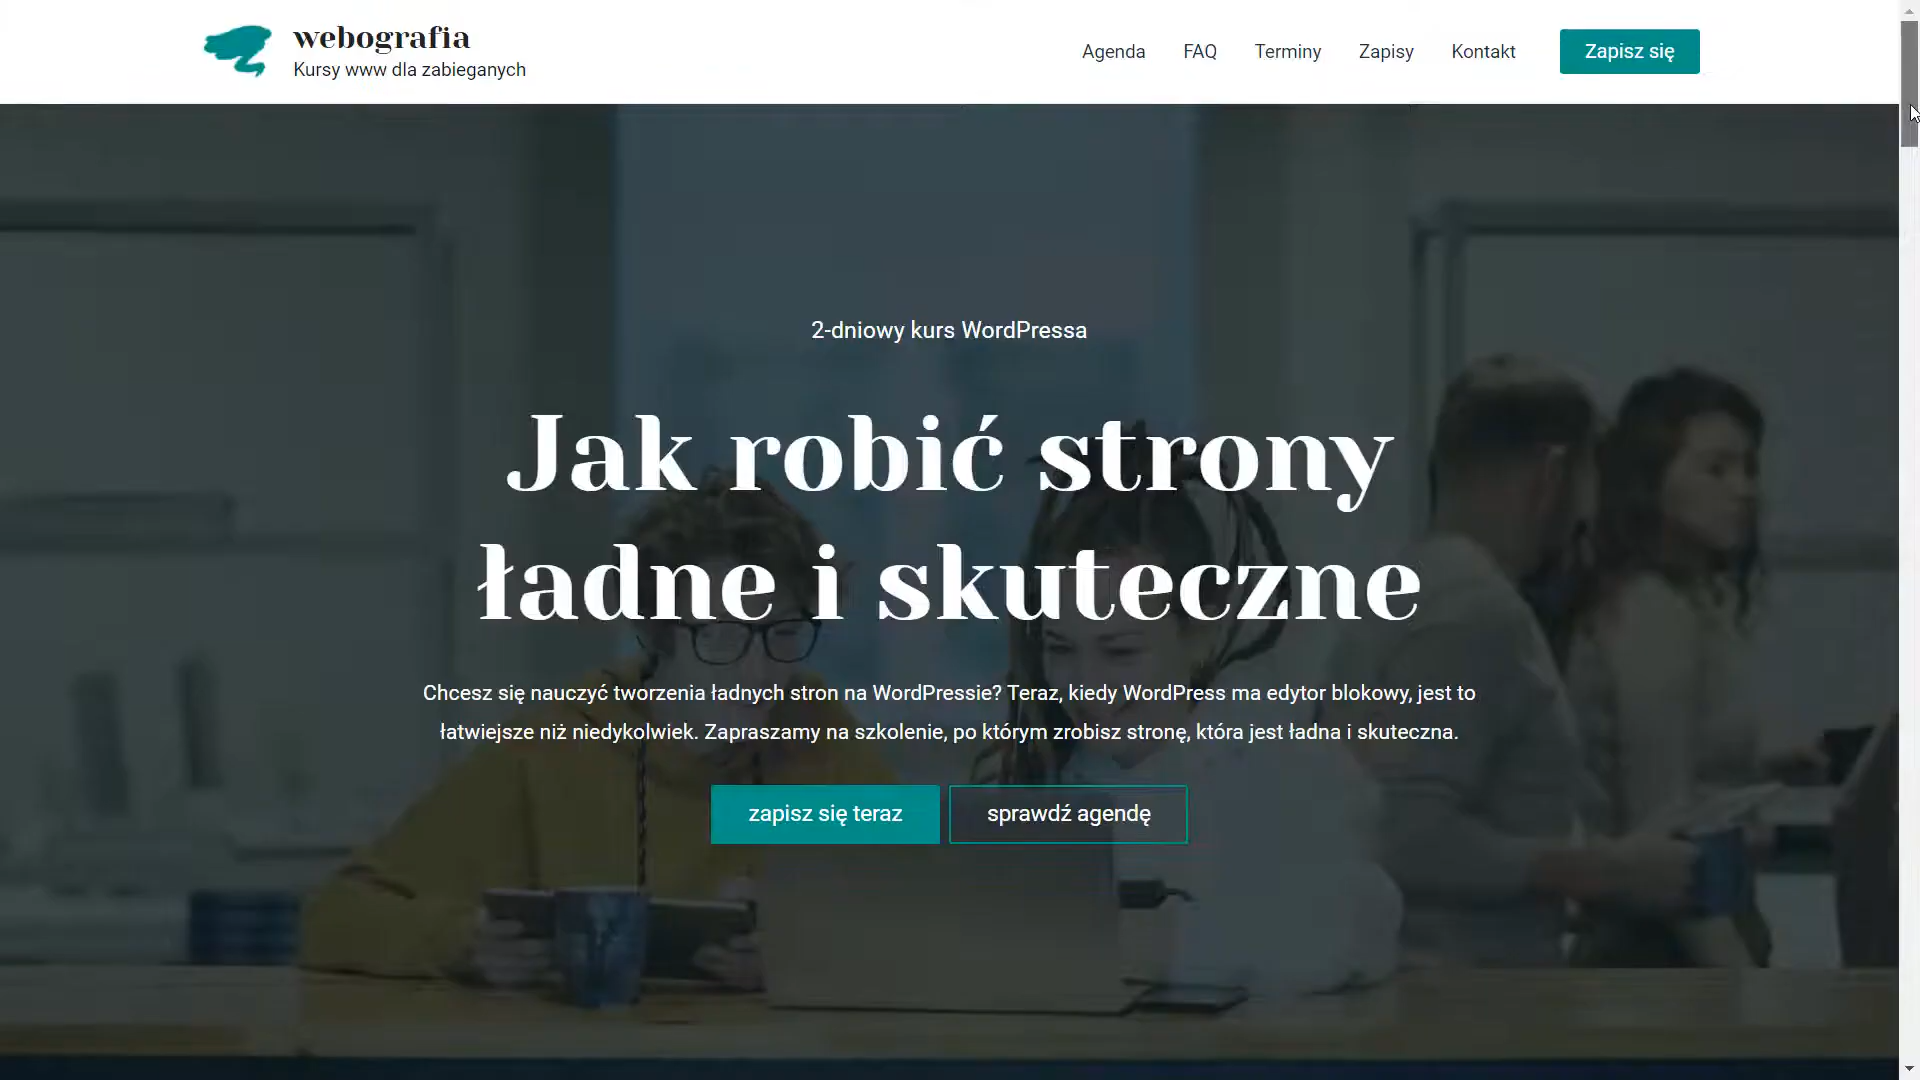 webografia
Kursy www dla zabieganych
Agenda FAQ Terminy Zapisy Kontakt Zapisz się
2-dniowy kurs WordPressa
Jak robić strony
ładne i skuteczne
Chcesz się nauczyć tworzenia ładnych stron na WordPressie? Teraz, kiedy WordPress ma edytor blokowy, jest to
łatwiejsze niż niedykolwiek. Zapraszamy na szkolenie, po którym zrobisz stronę, która jest ładna i skuteczna.
zapisz się teraz sprawdź agendę